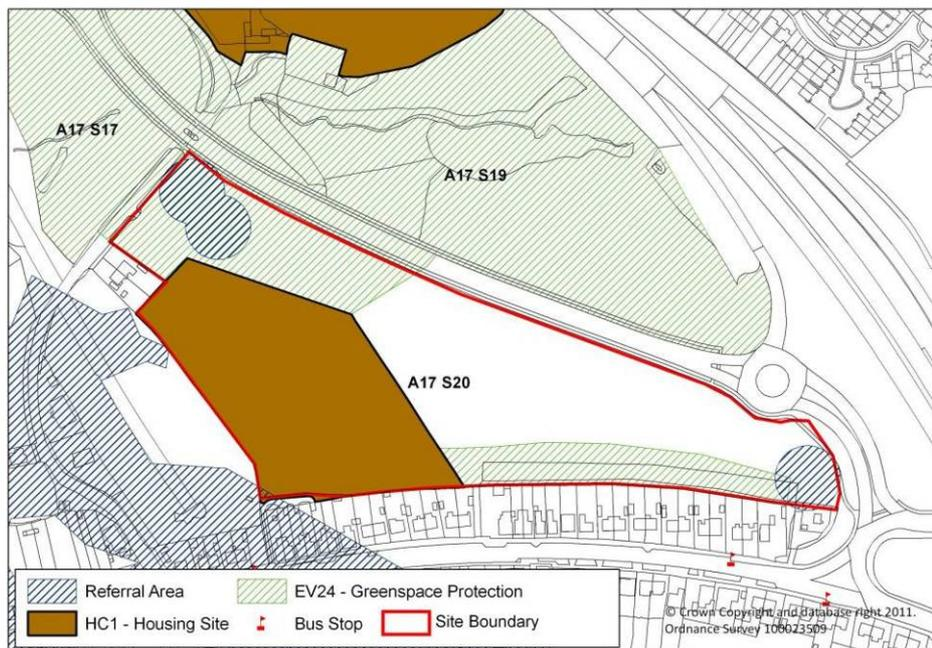 A17 S17
A17 S19
A17 S20
Referral Area
EV24 - Greenspace Protection
HC1 - Housing Site
Bus Stop
Site Boundary
© Crown Copyright and database right 2011.
Ordnance Survey 100023509